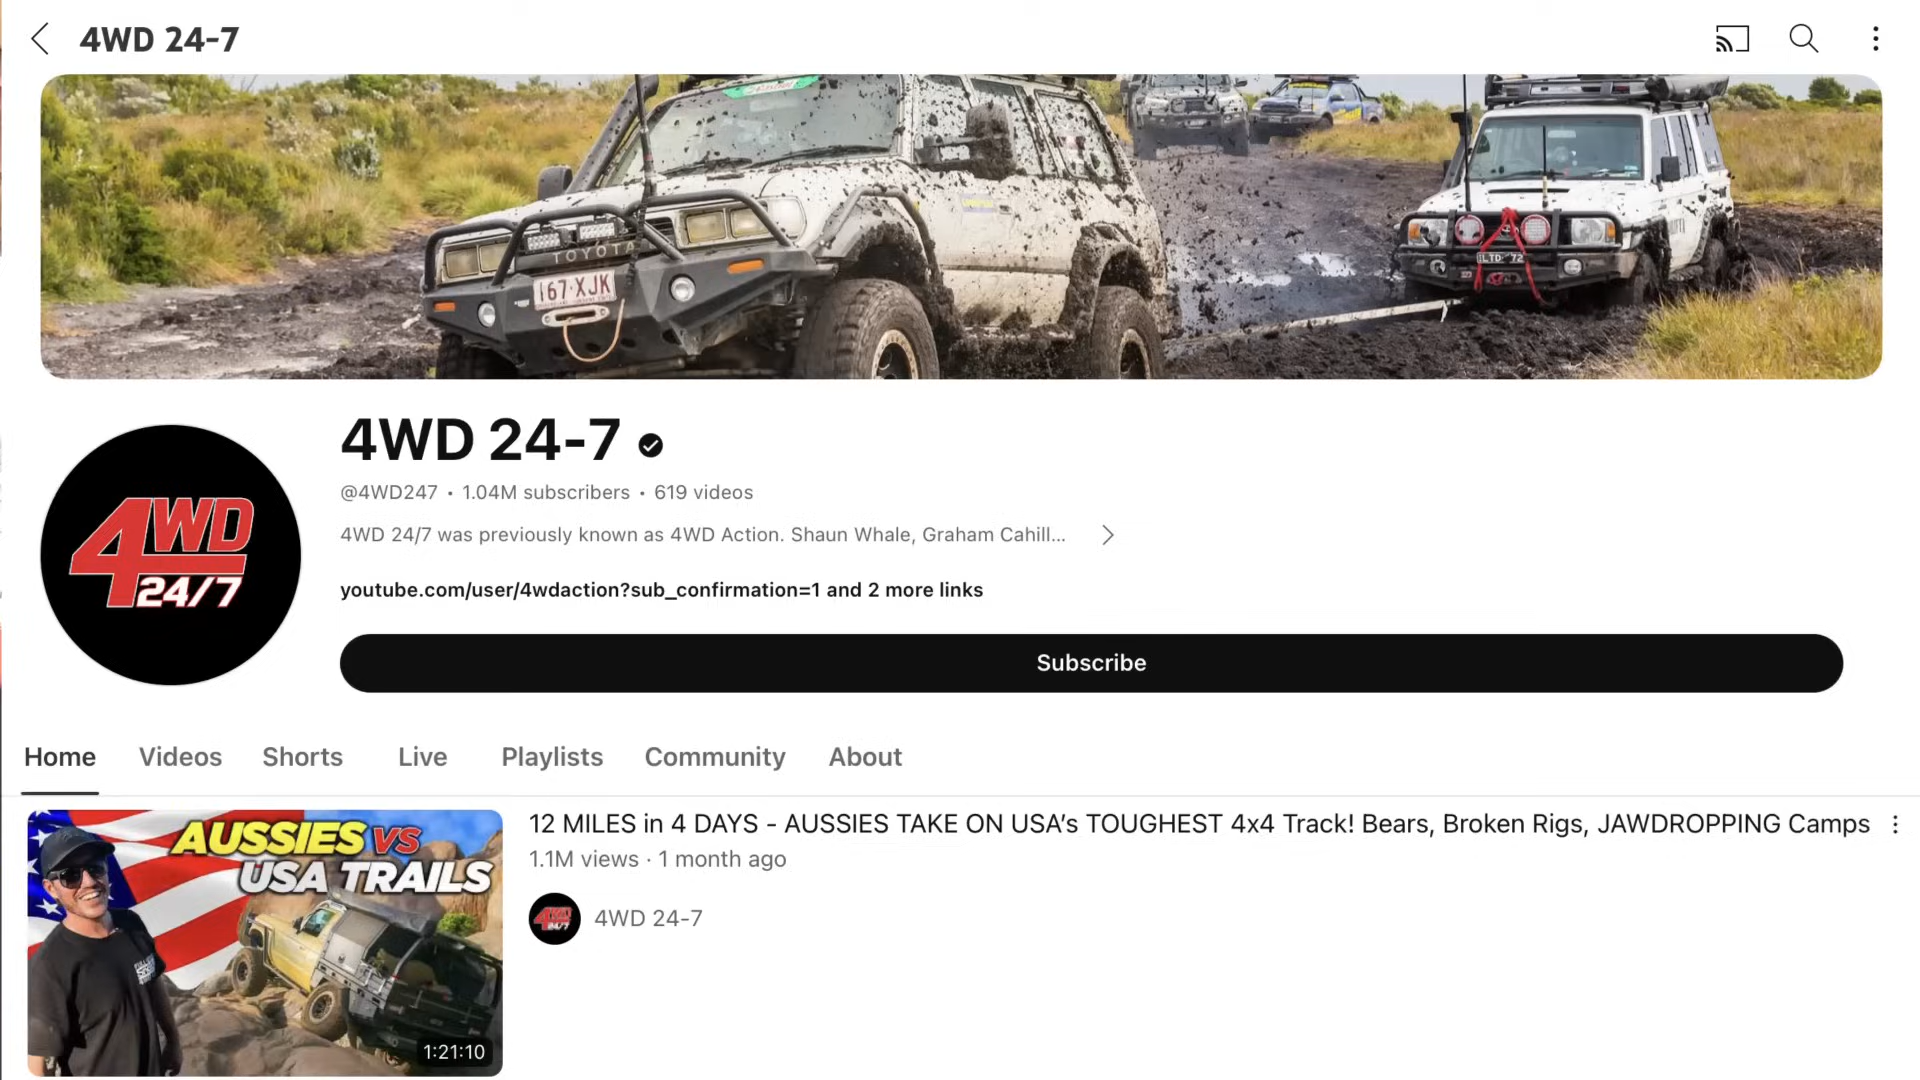 4WD 24-7
TOYOTA
167·XJK
LTD 72
4WD 24-7
@4WD247 • 1.04M subscribers • 619 videos
4WD 24/7 was previously known as 4WD Action. Shaun Whale, Graham Cahill...
youtube.com/user/4wdaction?sub_confirmation=1 and 2 more links
4WD
24/7
Subscribe
Home Videos Shorts Live Playlists Community About
AUSSIES VS
USA TRAILS
1:21:10
12 MILES in 4 DAYS - AUSSIES TAKE ON USA's TOUGHEST 4x4 Track! Bears, Broken Rigs, JAWDROPPING Camps
1.1M views · 1 month ago
4WD
24/7
4WD 24-7